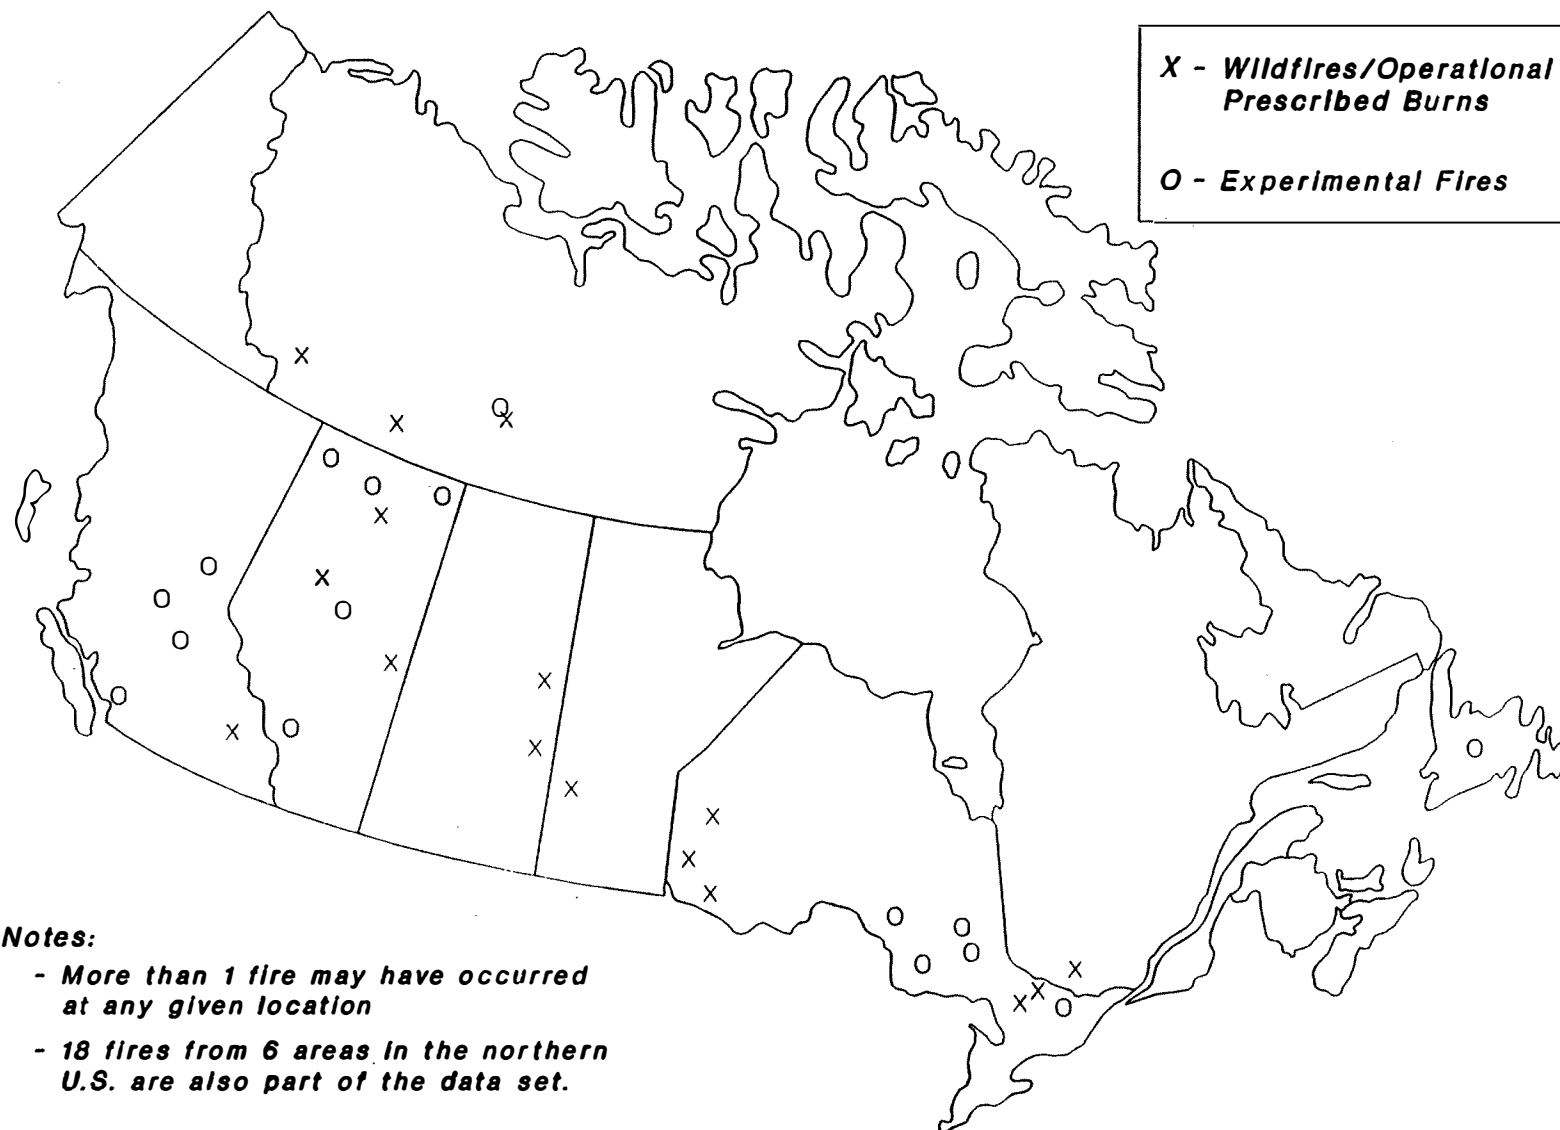 X - Wildfires/Operational
Prescribed Burns
O - Experimental Fires
Notes:
- More than 1 fire may have occurred
at any given location
- 18 fires from 6 areas in the northern
U.S. are also part of the data set.